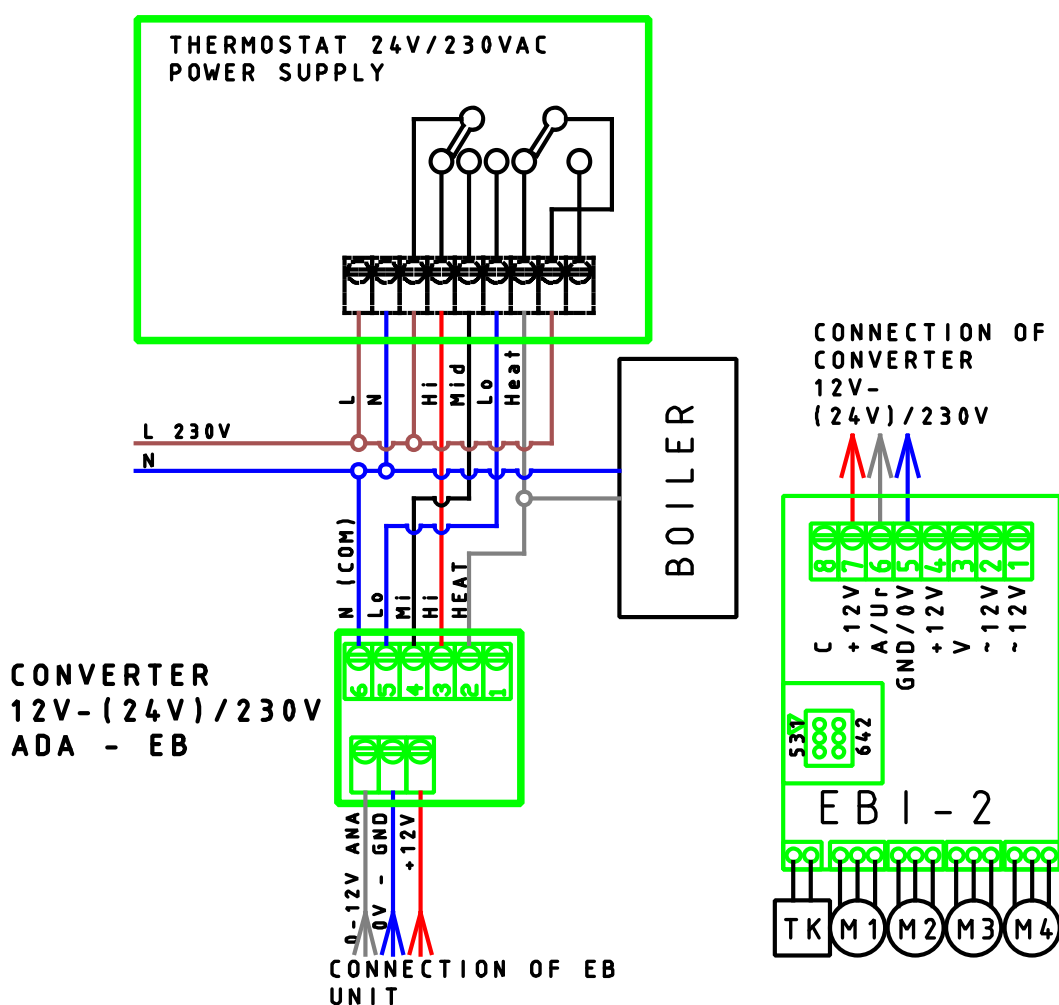 THERMOSTAT 24V/230VAC
POWER SUPPLY
L
N
Hi
Mid
Lo
Heat
L 230V
N
BOILER
N (COM)
Lo
Mi
Hi
HEAT
6
5
4
3
2
1
CONVERTER
12V-(24V)/230V
ADA - EB
0-12V ANA
0V - GND
+12V
CONNECTION OF EB
UNIT
CONNECTION OF
CONVERTER
12V-
(24V)/230V
8
7
6
5
4
3
2
1
C
+12V
A/Ur
GND/0V
+12V
V
~12V
~12V
531
642
EBI-2
TK
M1
M2
M3
M4